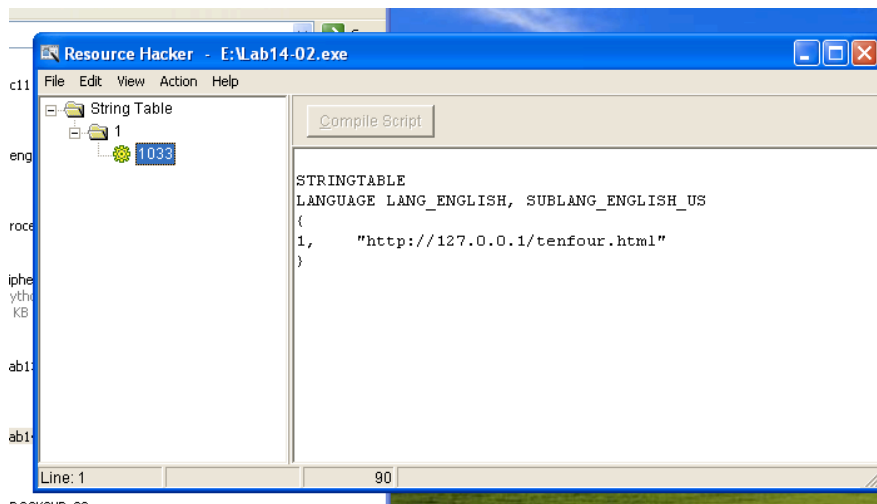 Resource Hacker - E:\Lab14-02.exe
File Edit View Action Help
c11
String Table
1
1033
Compile Script
eng
STRINGTABLE
LANGUAGE LANG_ENGLISH, SUBLANG_ENGLISH_US
{
1, "http://127.0.0.1/tenfour.html"
}
roce
iphe
ytho
KB
ab1
ab1
Line: 1
90